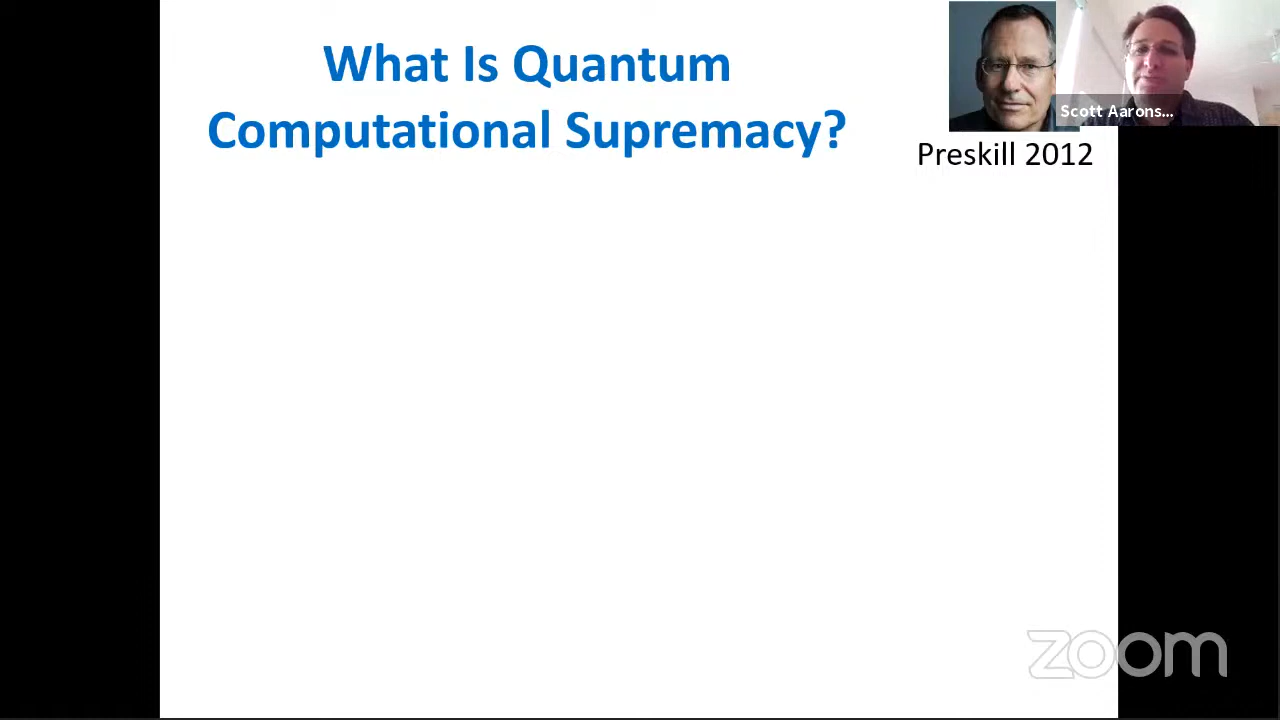 What Is Quantum
Computational Supremacy?
Scott Aarons...
Preskill 2012
zoom